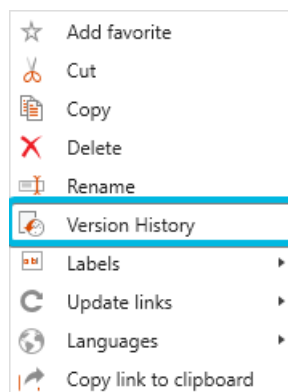 Add favorite
Cut
Copy
Delete
Rename
Version History
Labels
Update links
Languages
Copy link to clipboard